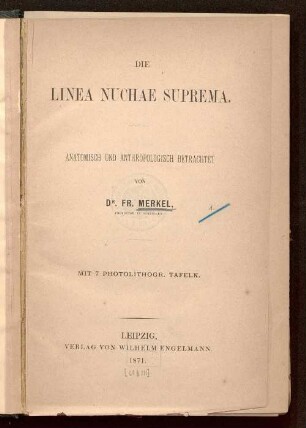 DIE
LINEA NUCHAE SUPREMA.
ANATOMISCH UND ANTHROPOLOGISCH BETRACHTET
VON
DR. FR. MERKEL,
MIT 7 PHOTOLITHOGR. TAFELN.
LEIPZIG,
VERLAG VON WILHELM ENGELMANN
1871.